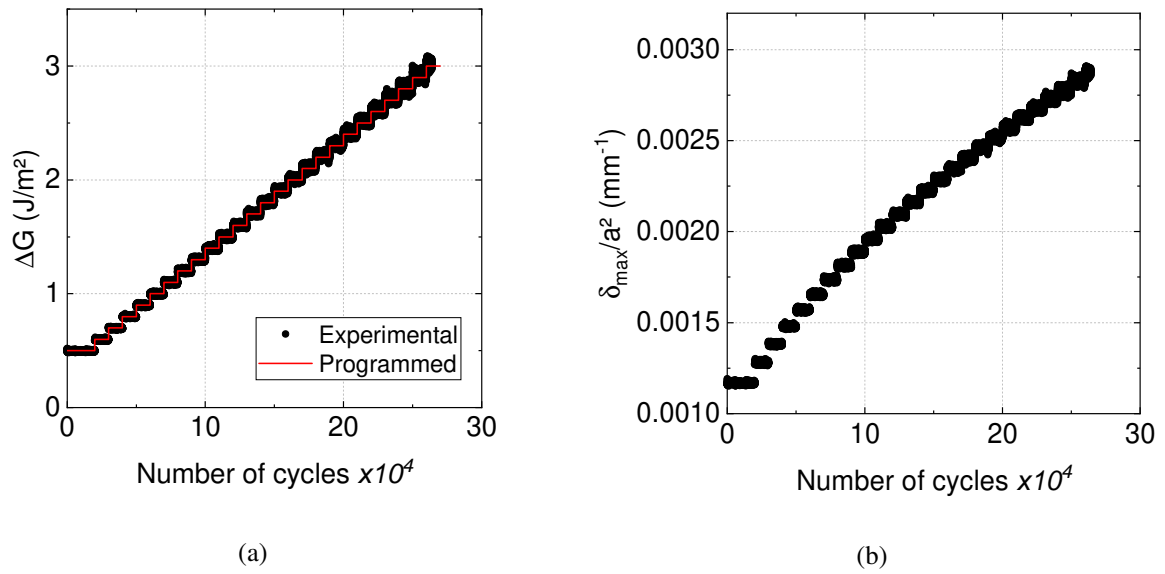 3
2
1
0
ΔG (J/m²)
Experimental
Programmed
0 10 20 30
Number of cycles x10⁴
(a)
0.0030
0.0025
0.0020
0.0015
0.0010
δmax/a² (mm⁻¹)
0 10 20 30
Number of cycles x10⁴
(b)